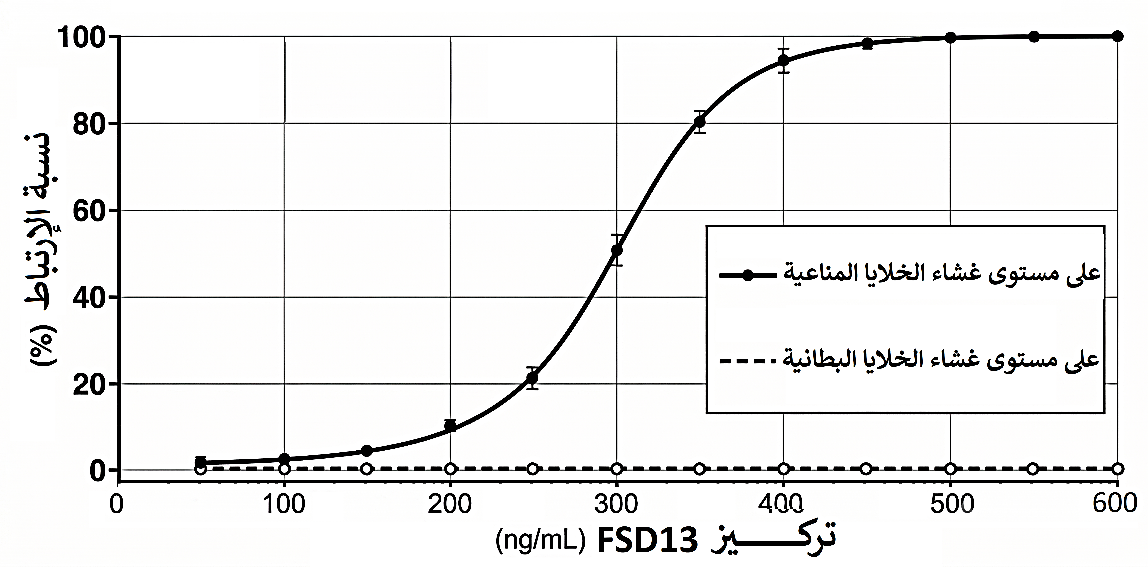 نسبة الإرتباط (%)
100
80
60
40
20
0
على مستوى غشاء الخلايا المناعية
على مستوى غشاء الخلايا البطانية
0 100 200 300 400 500 600
تركـــــيز FSD13 (ng/mL)